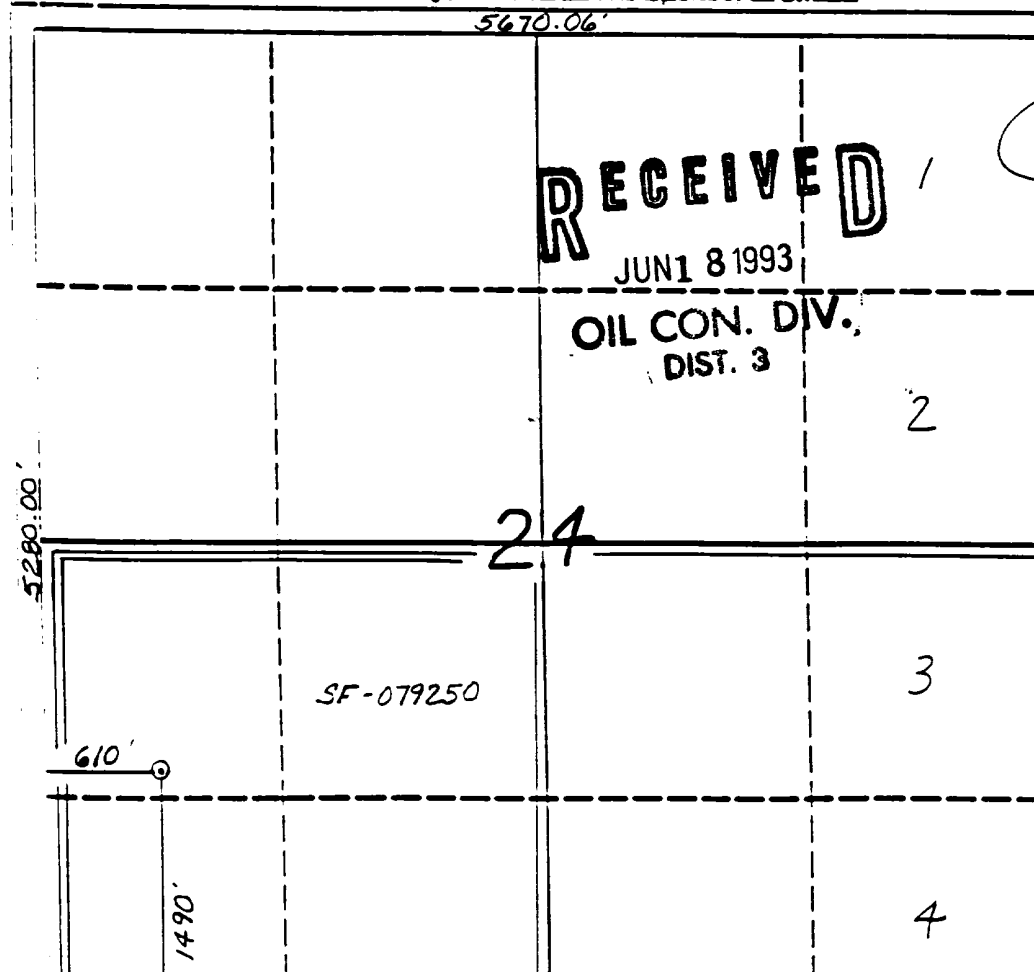 5670.06'
1
RECEIVED
JUN 1 8 1993
OIL CON. DIV.
DIST. 3
2
5280.00'
24
3
SF-079250
610'
1490'
4